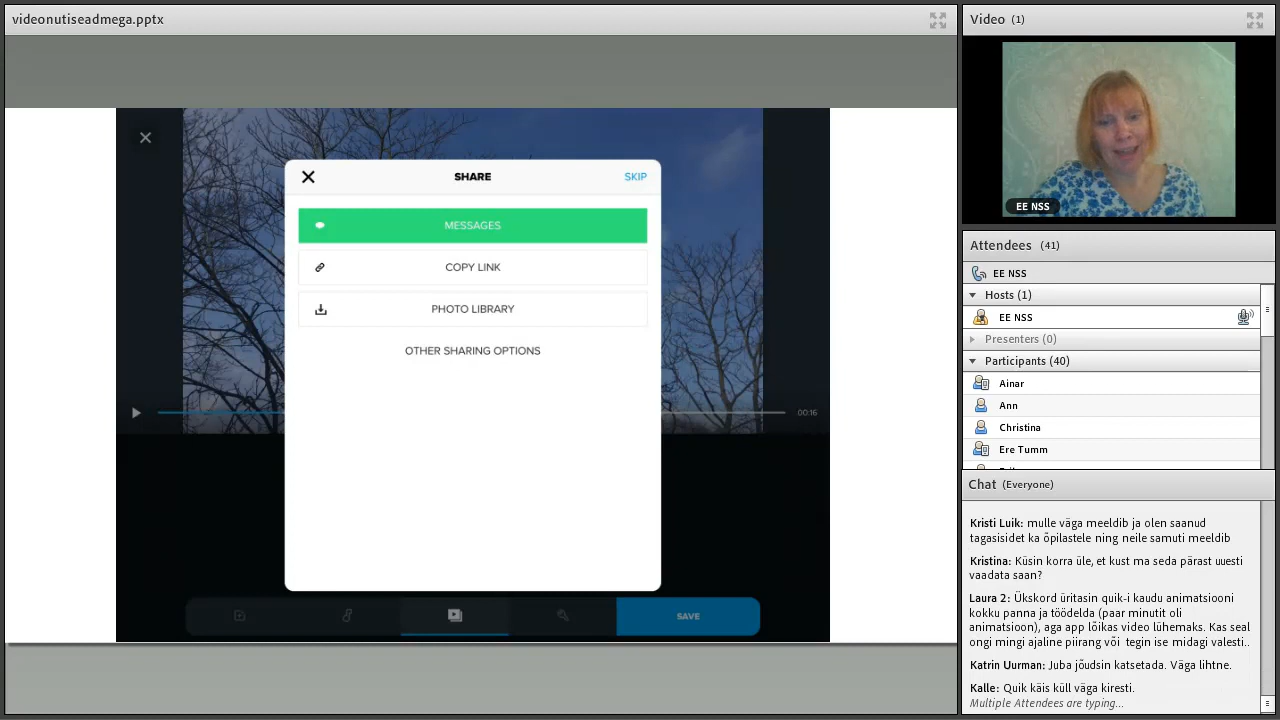 videonutiseadmega.pptx
SHARE
SKIP
MESSAGES
COPY LINK
PHOTO LIBRARY
OTHER SHARING OPTIONS
00:16
SAVE
Video (1)
EE NSS
Attendees (41)
EE NSS
Hosts (1)
EE NSS
Presenters (0)
Participants (40)
Ainar
Ann
Christina
Ere Tumm
Chat (Everyone)
Kristi Luik: mulle väga meeldib ja olen saanud
tagasisidet ka õpilastele ning neile samuti meeldib
Kristina: Küsin korra üle, et kust ma seda pärast uuesti
vaadata saan?
Laura 2: Ükskord üritasin quik-i kaudu animatsiooni
kokku panna ja töödelda (paar minutit oli
animatsioon), aga app lõikas video lühemaks. Kas seal
ongi mingi ajaline piirang või tegin ise midagi valesti..
Katrin Uurman: Juba jõudsin katsetada. Väga lihtne.
Kalle: Quik käis küll väga kiresti.
Multiple Attendees are typing...